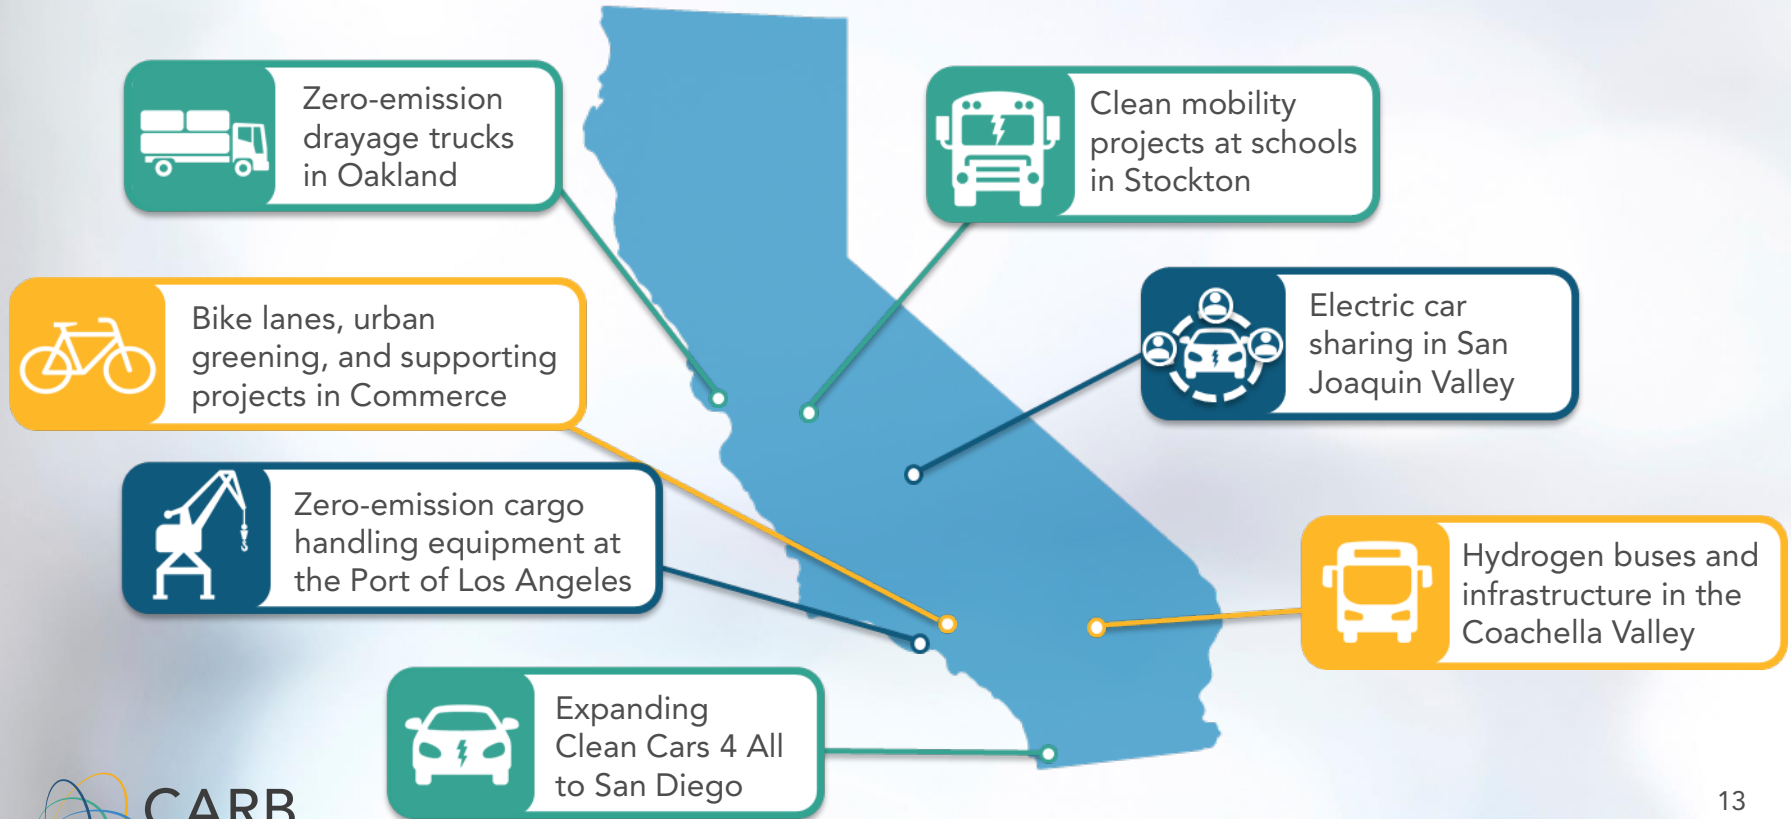 Zero-emission
drayage trucks
in Oakland
Clean mobility
projects at schools
in Stockton
Bike lanes, urban
greening, and supporting
projects in Commerce
Electric car
sharing in San
Joaquin Valley
Zero-emission cargo
handling equipment at
the Port of Los Angeles
Hydrogen buses and
infrastructure in the
Coachella Valley
Expanding
Clean Cars 4 All
to San Diego
CARB
13